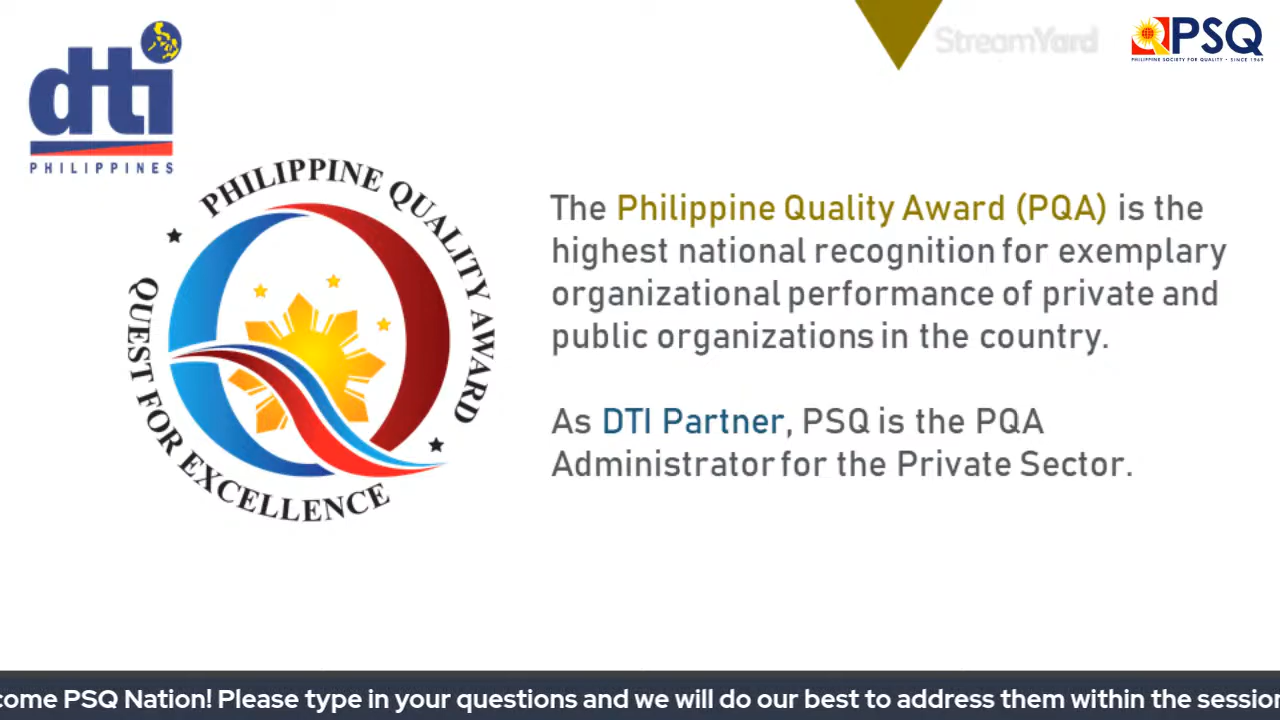 dti
PHILIPPINES
StreamYard
PSQ
PHILIPPINE SOCIETY FOR QUALITY • SINCE 1969
PHILIPPINE QUALITY AWARD
QUEST FOR EXCELLENCE
The Philippine Quality Award (PQA) is the
highest national recognition for exemplary
organizational performance of private and
public organizations in the country.
As DTI Partner, PSQ is the PQA
Administrator for the Private Sector.
come PSQ Nation! Please type in your questions and we will do our best to address them within the session